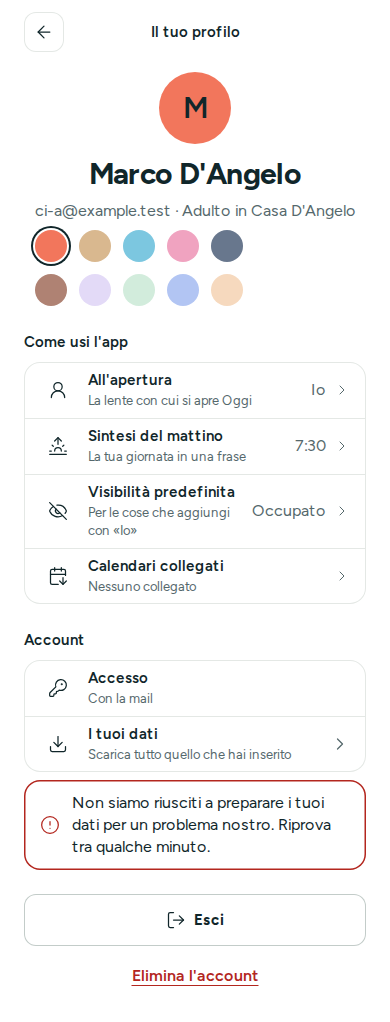 Il tuo profilo
M
Marco D'Angelo
ci-a@example.test · Adulto in Casa D'Angelo
Come usi l'app
All'apertura
La lente con cui si apre Oggi
Io
Sintesi del mattino
La tua giornata in una frase
7:30
Visibilità predefinita
Per le cose che aggiungi
con «Io»
Occupato
Calendari collegati
Nessuno collegato
Account
Accesso
Con la mail
I tuoi dati
Scarica tutto quello che hai inserito
Non siamo riusciti a preparare i tuoi
dati per un problema nostro. Riprova
tra qualche minuto.
Esci
Elimina l'account